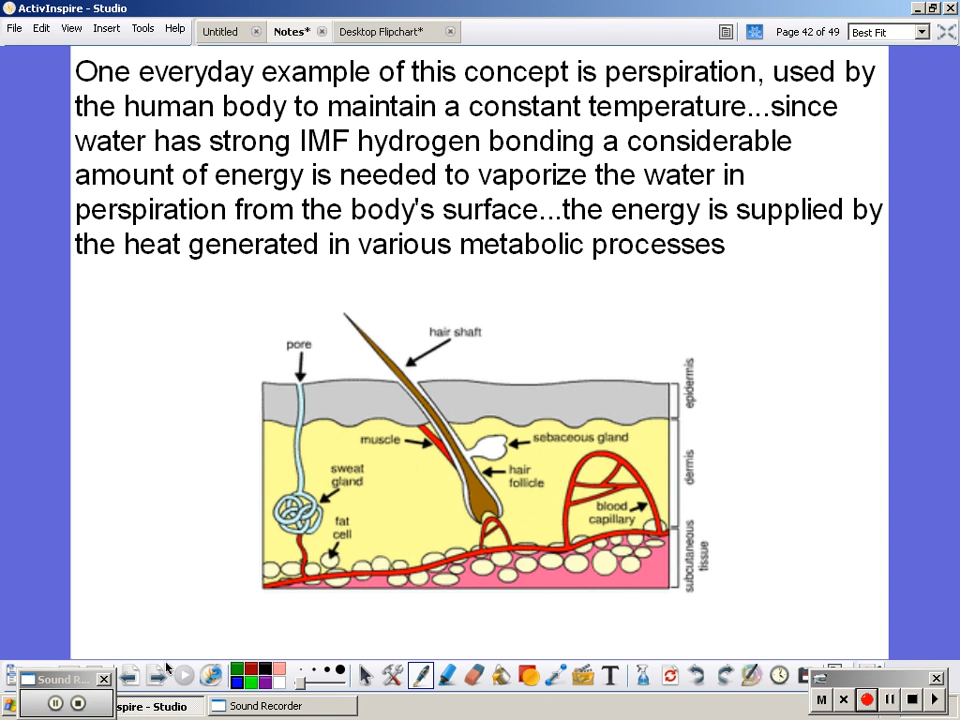 ActivInspire - Studio
File Edit View Insert Tools Help
Untitled Notes* Desktop Flipchart*
Page 42 of 49 Best Fit
One everyday example of this concept is perspiration, used by
the human body to maintain a constant temperature...since
water has strong IMF hydrogen bonding a considerable
amount of energy is needed to vaporize the water in
perspiration from the body's surface...the energy is supplied by
the heat generated in various metabolic processes
hair shaft
pore
epidermis
muscle
sebaceous gland
dermis
sweat
gland
hair
follicle
blood
capillary
fat
cell
subcutaneous
tissue
T
Sound R...
M
spire - Studio
Sound Recorder